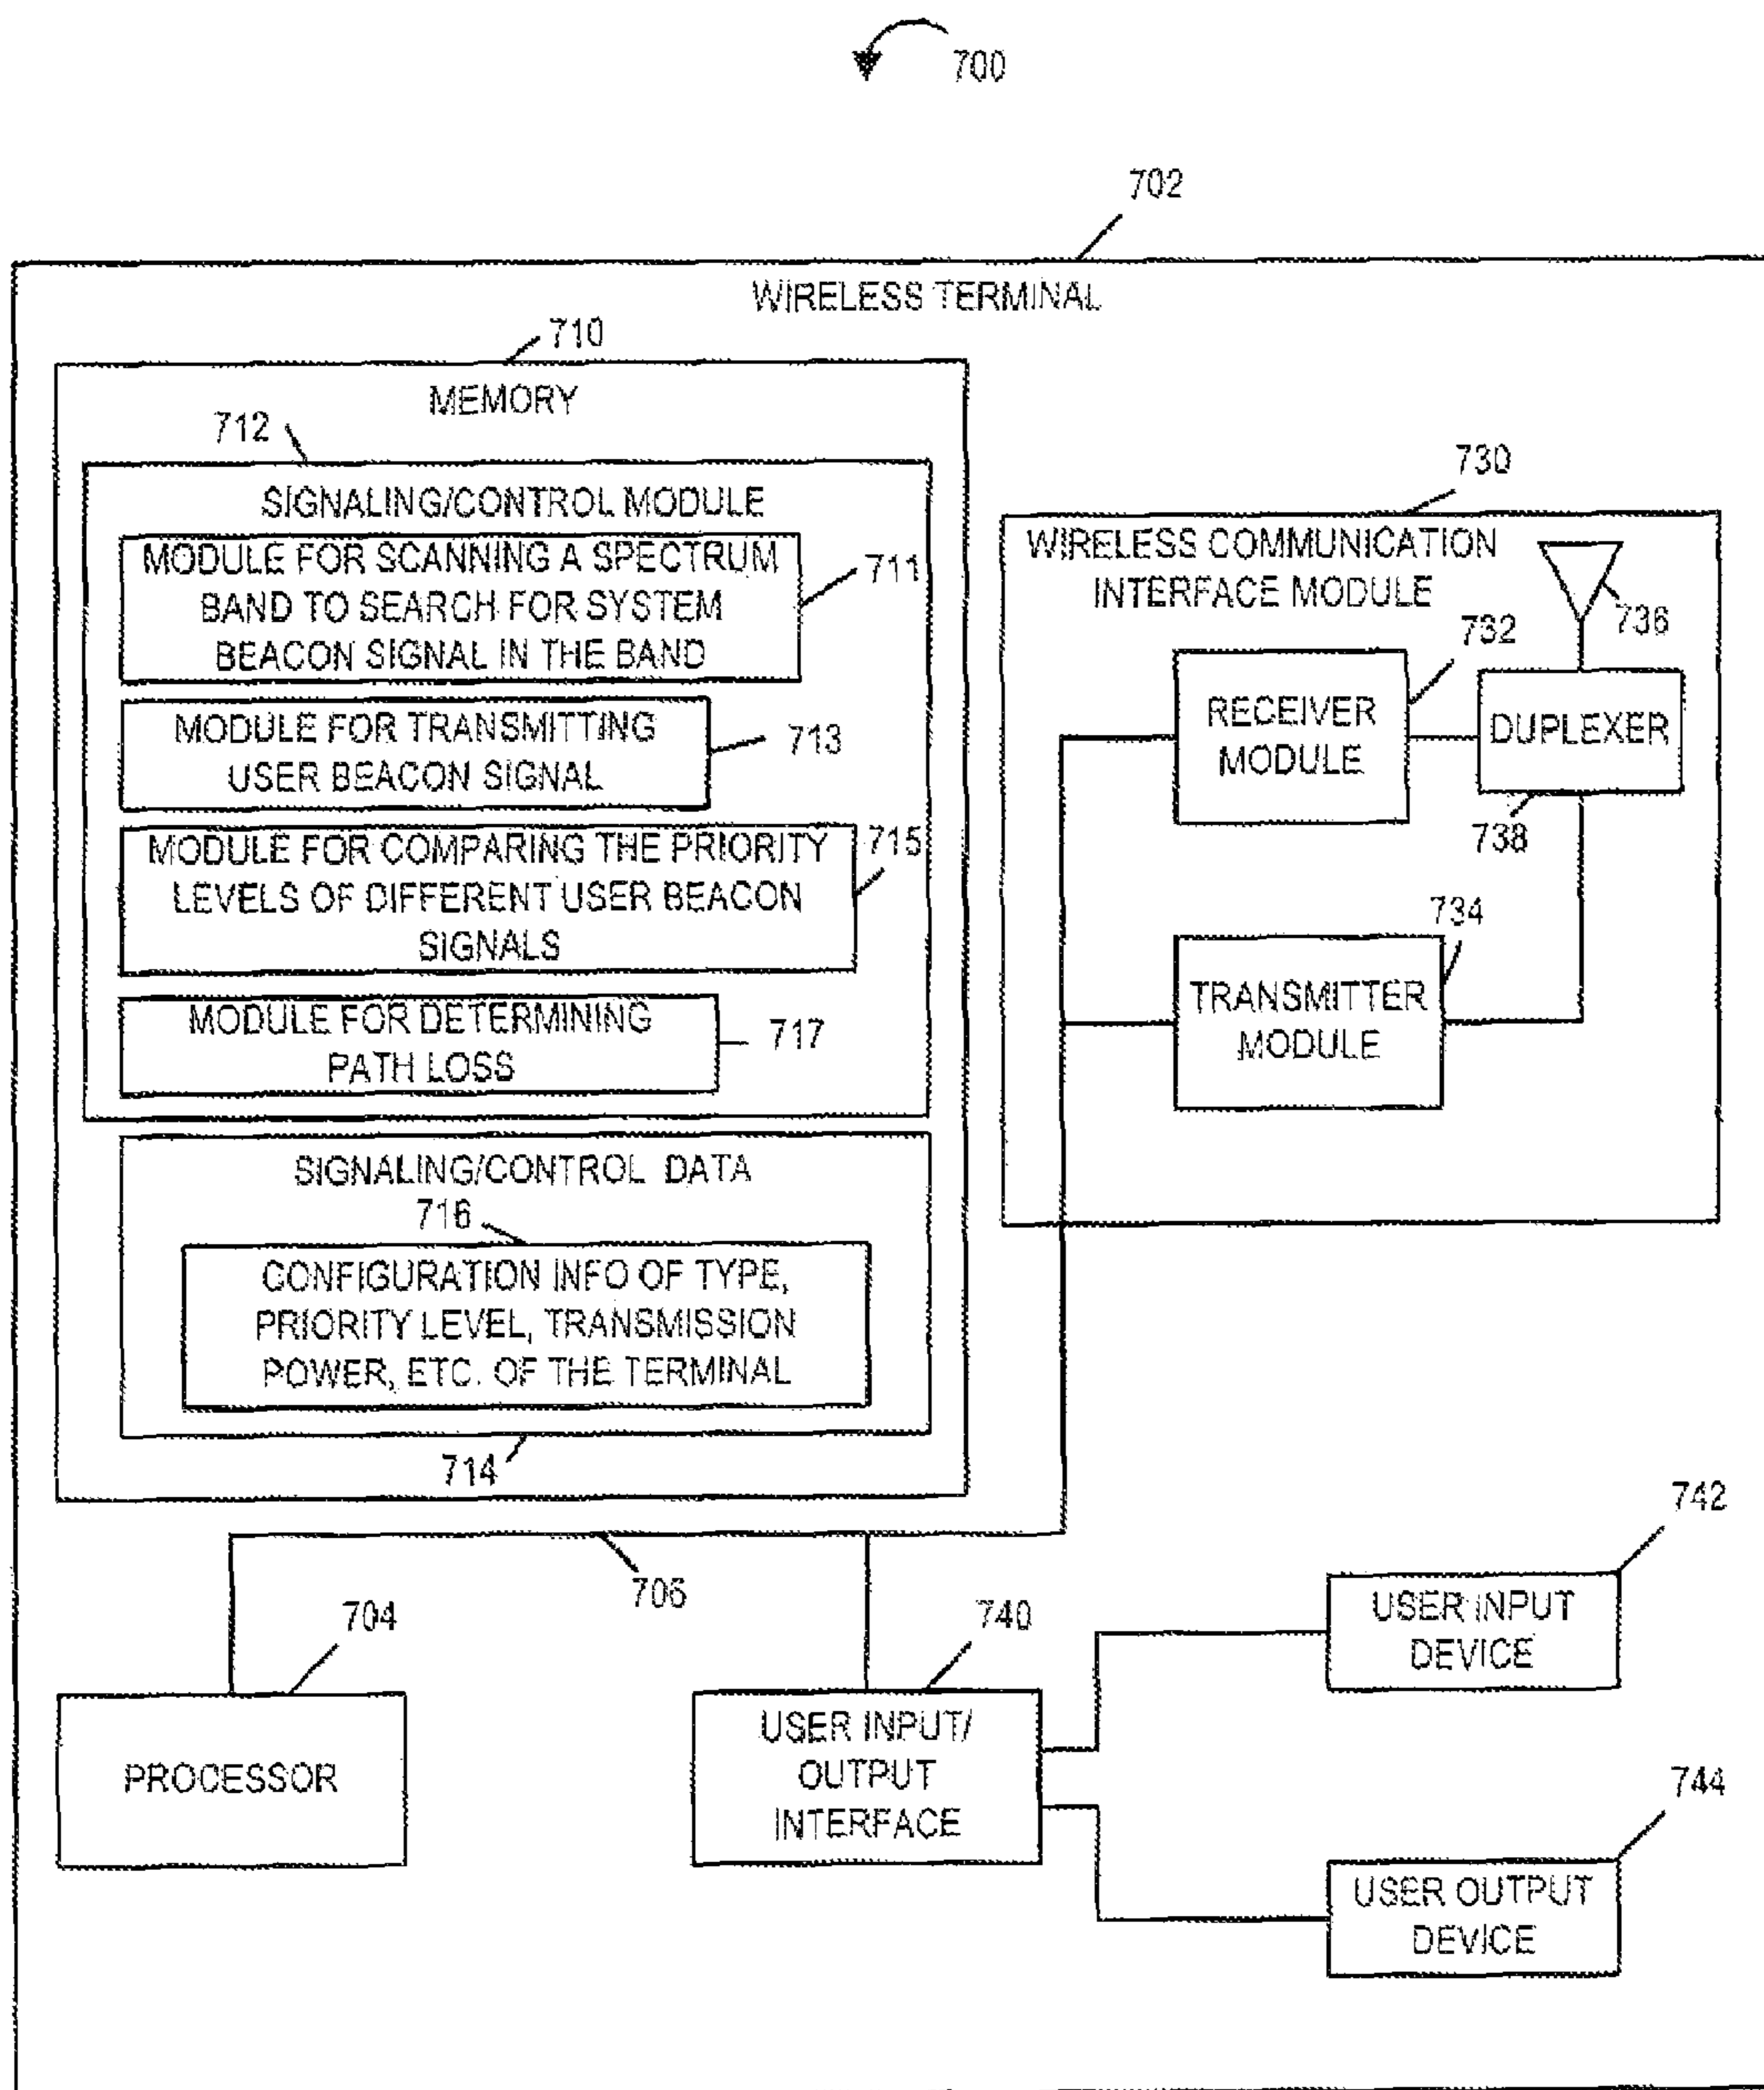 700
702
WIRELESS TERMINAL
710
MEMORY
712
SIGNALING/CONTROL MODULE
MODULE FOR SCANNING A SPECTRUM
BAND TO SEARCH FOR SYSTEM
BEACON SIGNAL IN THE BAND
711
MODULE FOR TRANSMITTING
USER BEACON SIGNAL
713
MODULE FOR COMPARING THE PRIORITY
LEVELS OF DIFFERENT USER BEACON
SIGNALS
715
MODULE FOR DETERMINING
PATH LOSS
717
SIGNALING/CONTROL DATA
716
CONFIGURATION INFO OF TYPE,
PRIORITY LEVEL, TRANSMISSION
POWER, ETC. OF THE TERMINAL
714
730
WIRELESS COMMUNICATION
INTERFACE MODULE
736
732
RECEIVER
MODULE
DUPLEXER
738
734
TRANSMITTER
MODULE
706
704
PROCESSOR
740
USER INPUT/
OUTPUT
INTERFACE
742
USER INPUT
DEVICE
744
USER OUTPUT
DEVICE